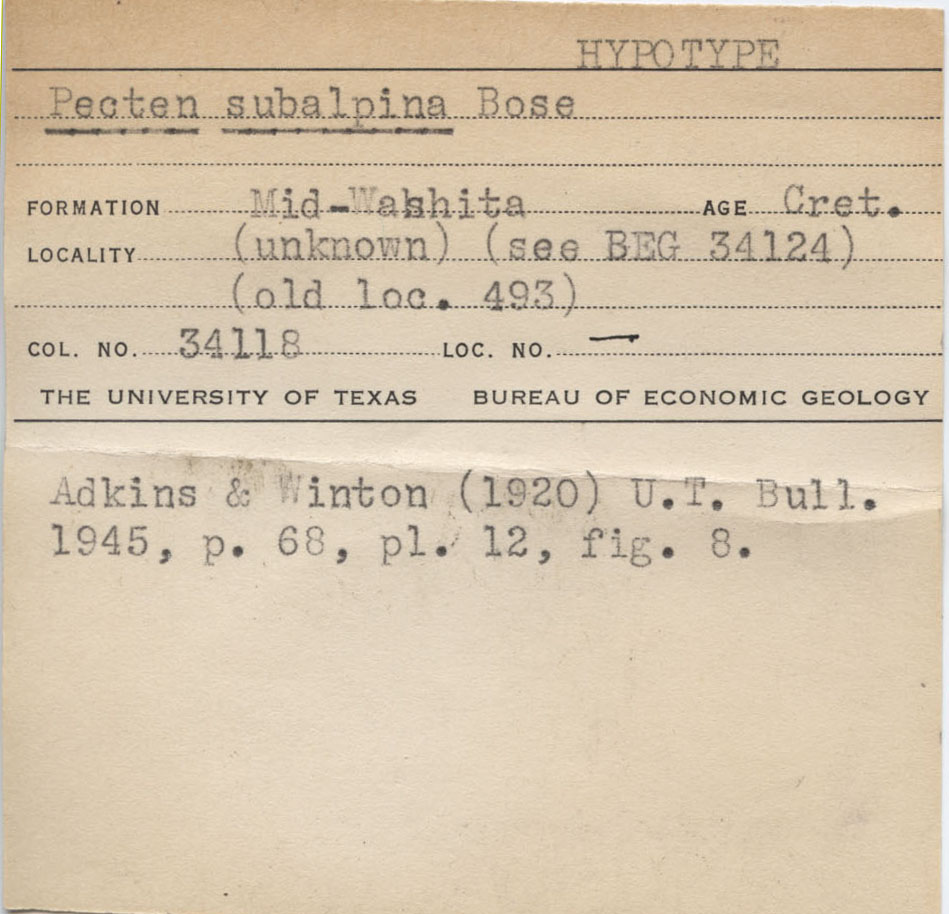 HYPOTYPE
Pecten subalpina Bose
FORMATION Mid-Washita AGE Cret.
LOCALITY (unknown) (see BEG 34124)
(old loc. 493)
COL. NO. 34118 LOC. NO. —
THE UNIVERSITY OF TEXAS BUREAU OF ECONOMIC GEOLOGY
Adkins & Winton (1920) U.T. Bull.
1945, p. 68, pl. 12, fig. 8.